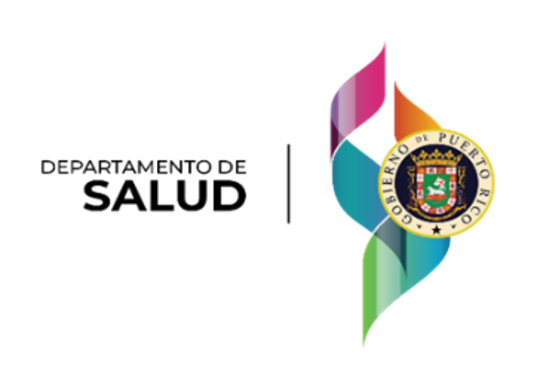 DEPARTAMENTO DE
SALUD
GOBIERNO DE PUERTO RICO